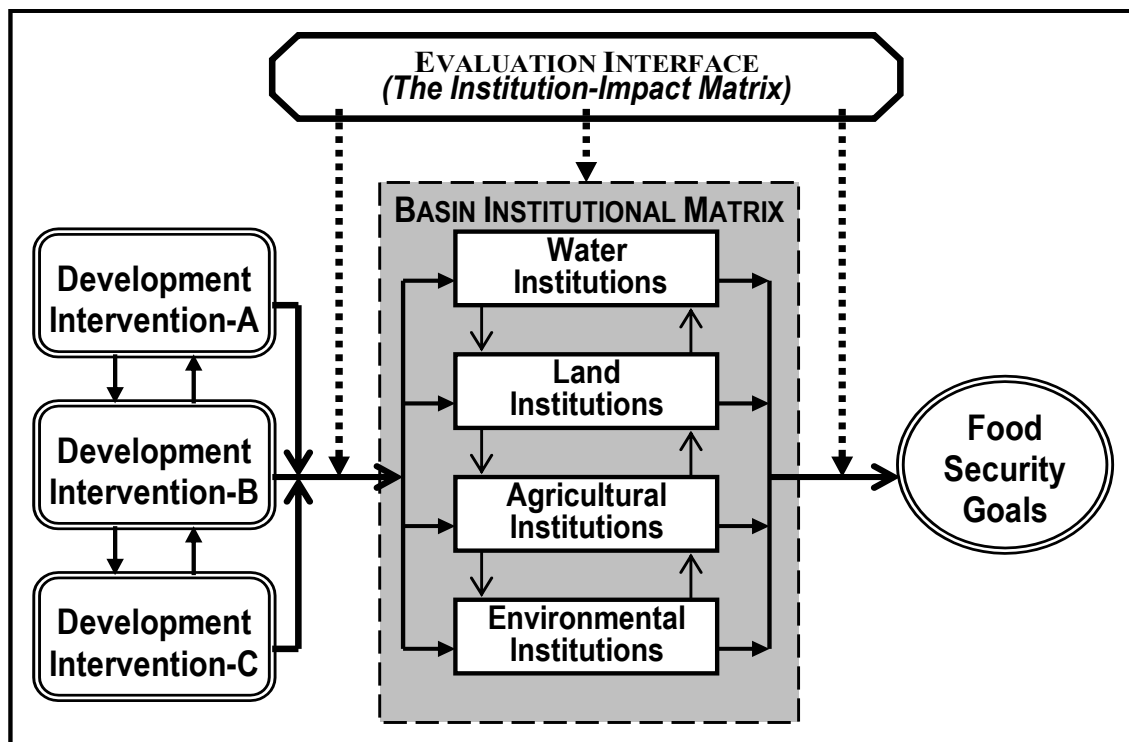 EVALUATION INTERFACE
(The Institution-Impact Matrix)
BASIN INSTITUTIONAL MATRIX
Development
Intervention-A
Development
Intervention-B
Development
Intervention-C
Water
Institutions
Land
Institutions
Agricultural
Institutions
Environmental
Institutions
Food
Security
Goals